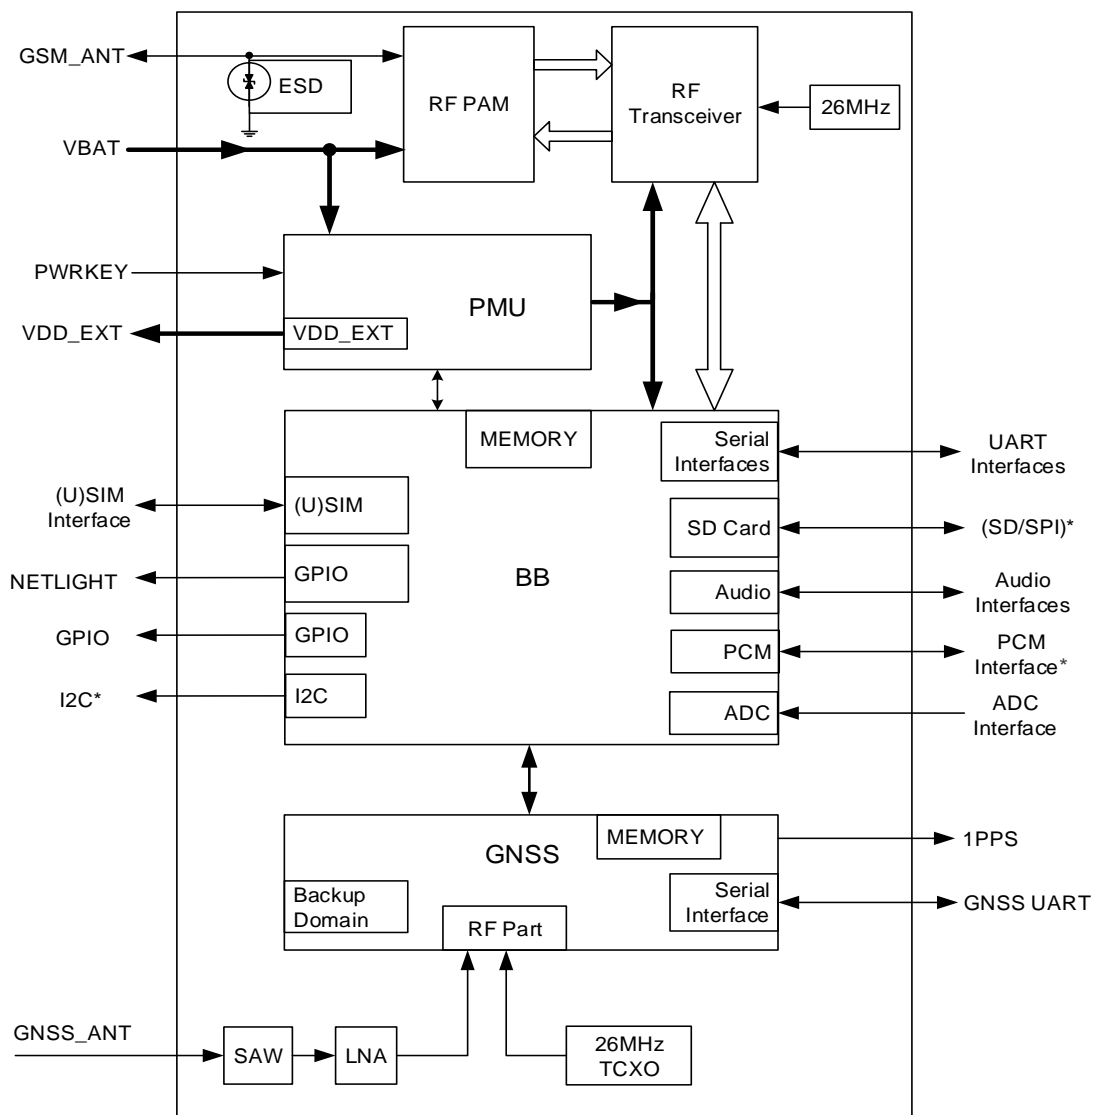 GSM_ANT
ESD
RF PAM
RF
Transceiver
26MHz
VBAT
PWRKEY
PMU
VDD_EXT
VDD_EXT
MEMORY
Serial
Interfaces
UART
Interfaces
(U)SIM
Interface
(U)SIM
SD Card
(SD/SPI)*
NETLIGHT
GPIO
BB
Audio
Audio
Interfaces
GPIO
GPIO
PCM
PCM
Interface*
I2C*
I2C
ADC
ADC
Interface
GNSS
MEMORY
1PPS
Backup
Domain
Serial
Interface
GNSS UART
RF Part
GNSS_ANT
SAW
LNA
26MHz
TCXO